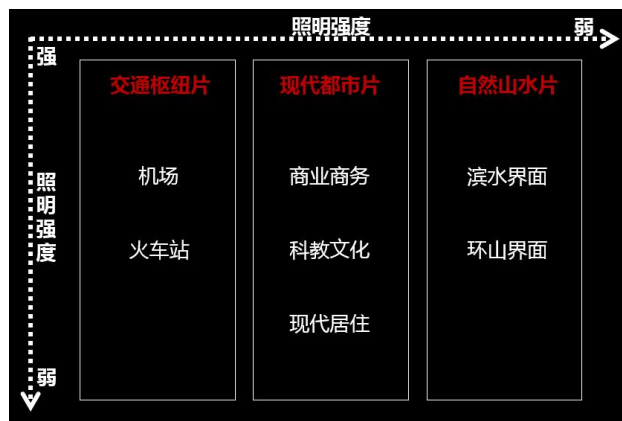 照明强度
弱
强
交通枢纽片
现代都市片
自然山水片
机场
商业商务
滨水界面
照明强度
火车站
科教文化
环山界面
现代居住
弱